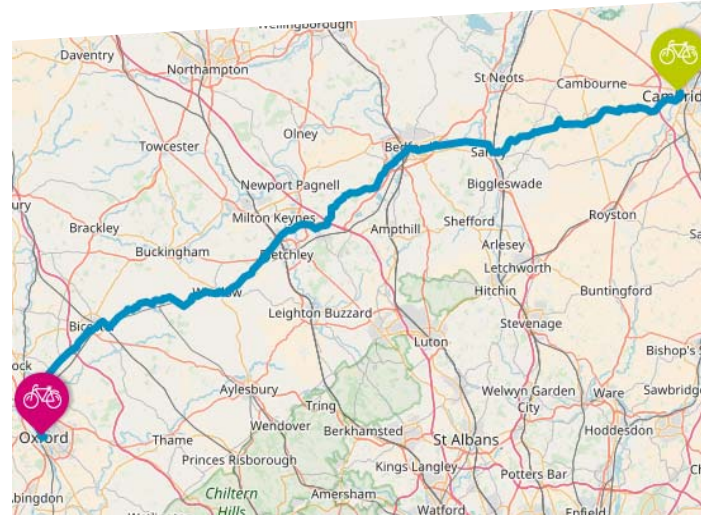 Wellingborough
Daventry
Northampton
St Neots
Cambourne
Olney
Towcester
Newport Pagnell
Biggleswade
Milton Keynes
Royston
Brackley
Shefford
Ampthill
Buckingham
Arlesey
Letchworth
Hitchin
Buntingford
Leighton Buzzard
Stevenage
Luton
Bishop's S
Aylesbury
Welwyn Garden
City
Ware
Sawbridg
Tring
Hoddesdon
Wendover
Berkhamsted
Oxford
Thame
St Albans
Princes Risborough
Kings Langley
Potters Bar
Chiltern
Hills
Amersham
Abingdon
Watford
Enfield